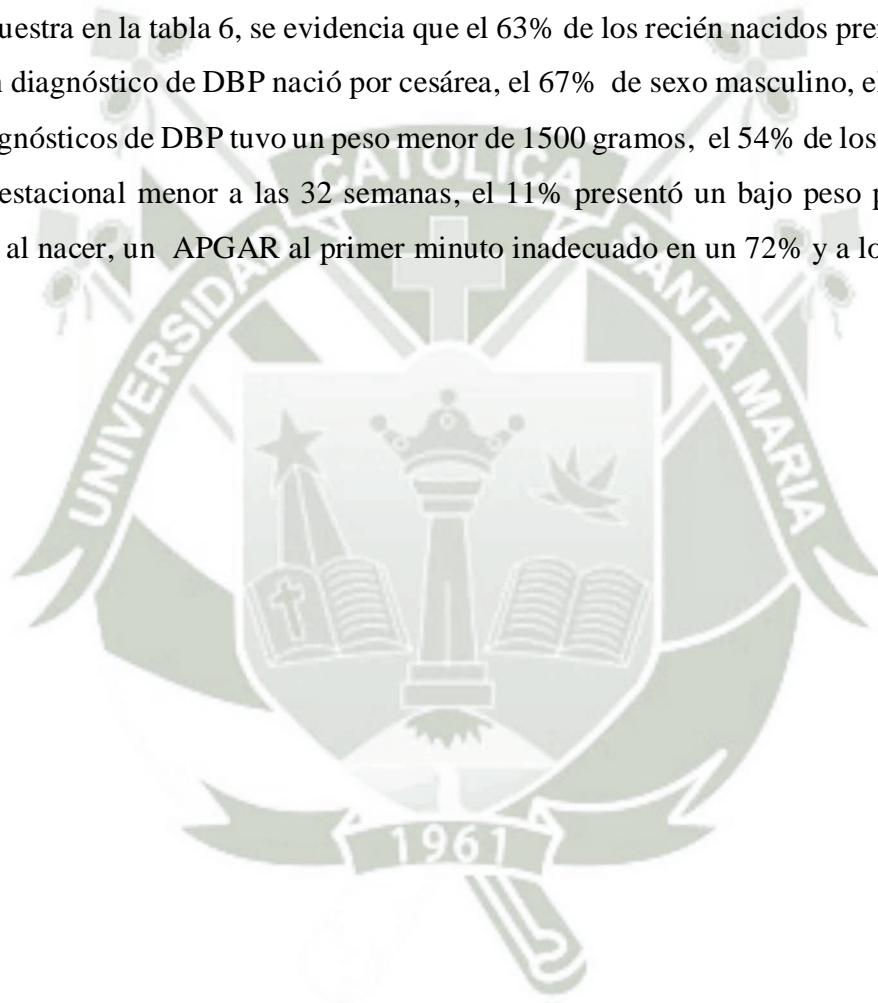 uestra en la tabla 6, se evidencia que el 63% de los recién nacidos pre
n diagnóstico de DBP nació por cesárea, el 67% de sexo masculino, e
gnósticos de DBP tuvo un peso menor de 1500 gramos, el 54% de los
estacional menor a las 32 semanas, el 11% presentó un bajo peso p
al nacer, un APGAR al primer minuto inadecuado en un 72% y a lo
UNIVERSIDAD CATOLICA SANTA MARIA
1961